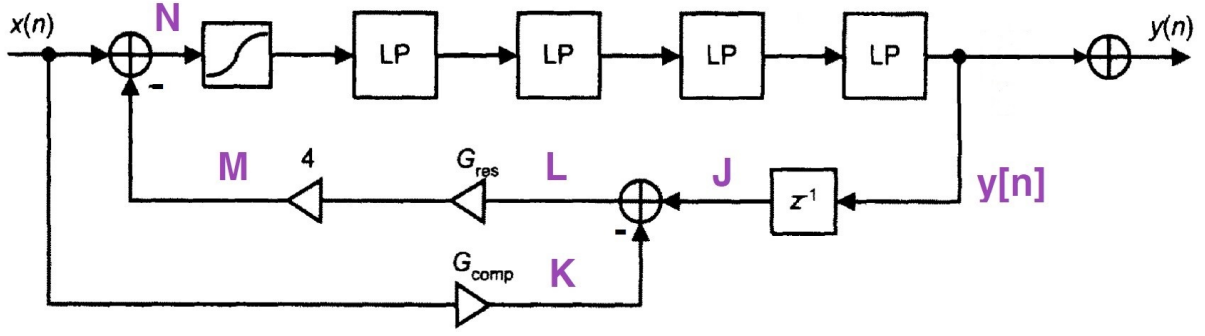 x(n) N LP LP LP LP y(n)
M 4 G_res L J z⁻¹ y[n]
G_comp K